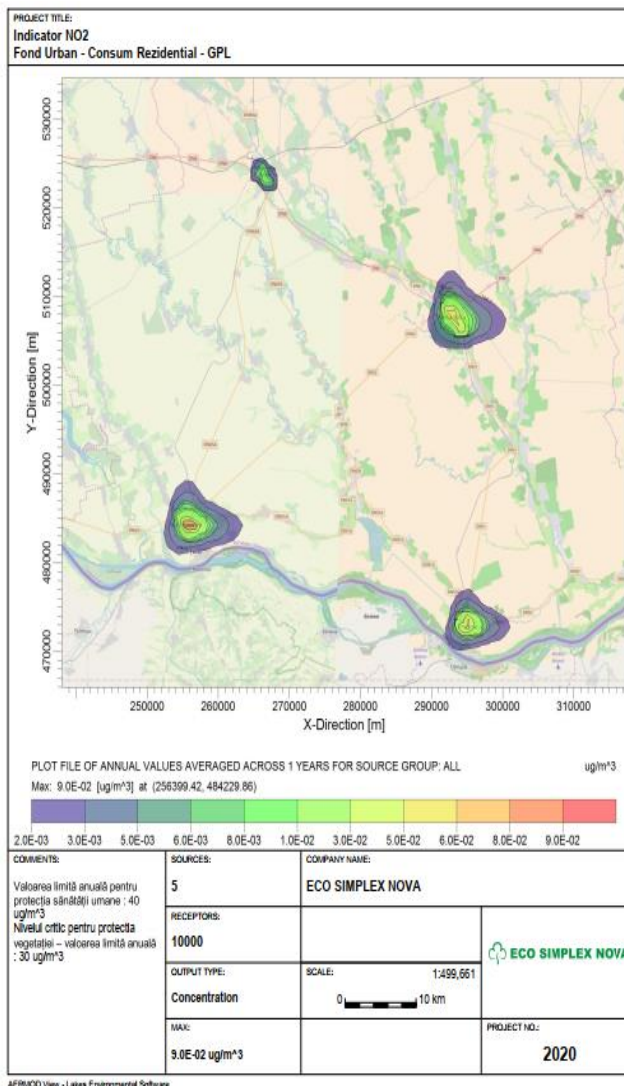 PROJECT TITLE:
Indicator NO2
Fond Urban - Consum Rezidential - GPL
Y-Direction [m]
530000
520000
510000
500000
490000
480000
470000
250000 260000 270000 280000 290000 300000 310000
X-Direction [m]
PLOT FILE OF ANNUAL VALUES AVERAGED ACROSS 1 YEARS FOR SOURCE GROUP: ALL ug/m^3
Max: 9.0E-02 [ug/m^3] at (256399.42, 484229.86)
2.0E-03 3.0E-03 5.0E-03 6.0E-03 8.0E-03 1.0E-02 3.0E-02 5.0E-02 6.0E-02 8.0E-02 9.0E-02
COMMENTS:
Valoarea limită anuală pentru
protecția sănătății umane : 40
ug/m^3
Nivelul critic pentru protectia
vegetației – valoarea limită anuală
: 30 ug/m^3
SOURCES:
5
COMPANY NAME:
ECO SIMPLEX NOVA
RECEPTORS:
10000
ECO SIMPLEX NOVA
OUTPUT TYPE:
Concentration
SCALE: 1:499,661
0 10 km
MAX:
9.0E-02 ug/m^3
PROJECT NO.:
2020
AERMOD View - Lakes Environmental Software